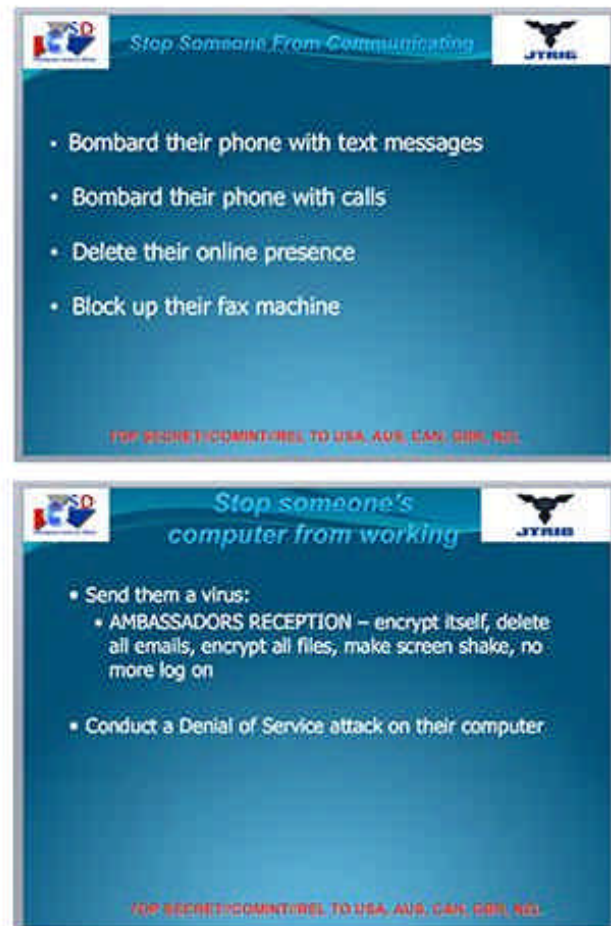 Stop Someone From Communicating
JTRIG
• Bombard their phone with text messages
• Bombard their phone with calls
• Delete their online presence
• Block up their fax machine
TOP SECRET//COMINT//REL TO USA, AUS, CAN, GBR, NZL
Stop someone's
computer from working
JTRIG
• Send them a virus:
• AMBASSADORS RECEPTION – encrypt itself, delete
all emails, encrypt all files, make screen shake, no
more log on
• Conduct a Denial of Service attack on their computer
TOP SECRET//COMINT//REL TO USA, AUS, CAN, GBR, NZL